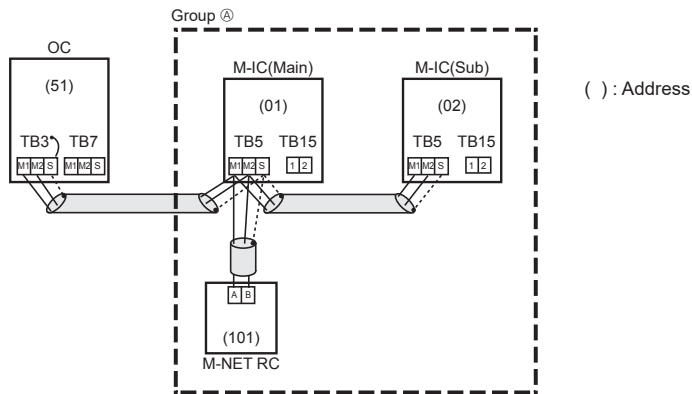 Group Ⓐ
OC
(51)
TB3 TB7
M1 M2 S M1 M2 S
M-IC(Main)
(01)
TB5 TB15
M1 M2 S 1 2
M-IC(Sub)
(02)
TB5 TB15
M1 M2 S 1 2
( ) : Address
A B
(101)
M-NET RC